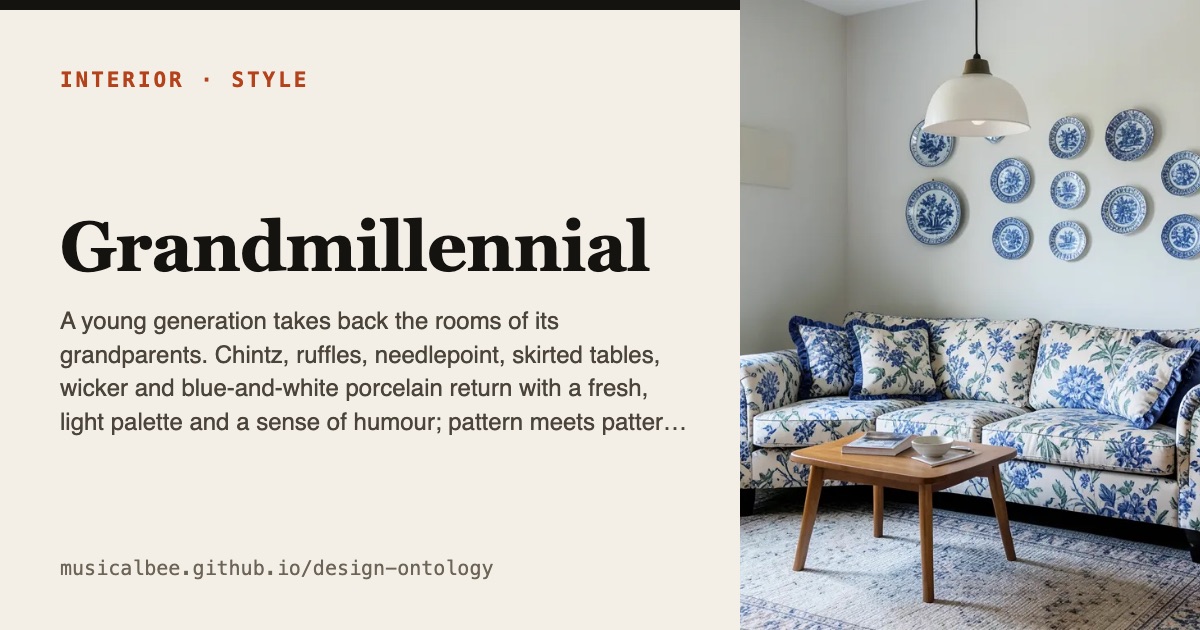 INTERIOR · STYLE
Grandmillennial
A young generation takes back the rooms of its
grandparents. Chintz, ruffles, needlepoint, skirted tables,
wicker and blue-and-white porcelain return with a fresh,
light palette and a sense of humour; pattern meets patter…
musicalbee.github.io/design-ontology